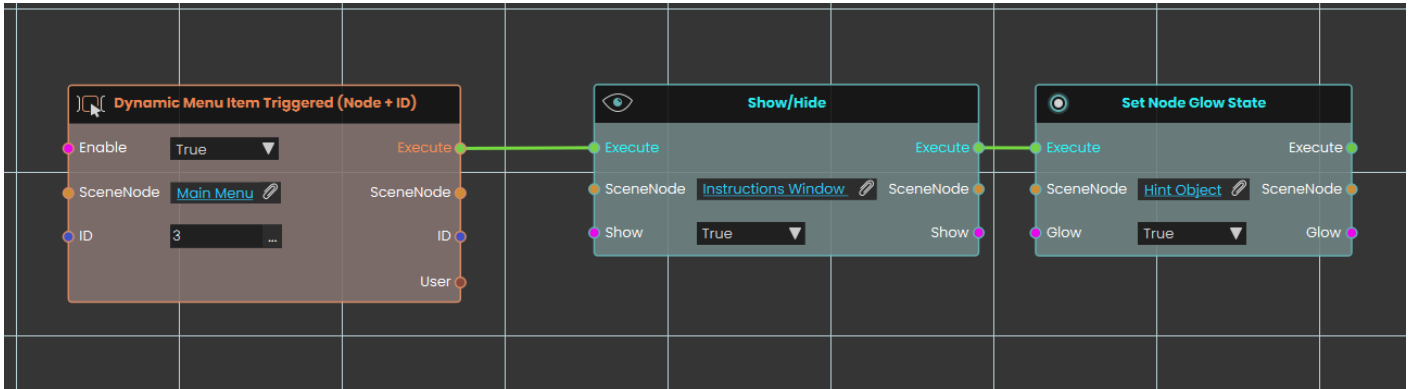 Dynamic Menu Item Triggered (Node + ID)
Enable True Execute
SceneNode Main Menu SceneNode
ID 3 ... ID
User
Show/Hide
Execute Execute
SceneNode Instructions Window SceneNode
Show True Show
Set Node Glow State
Execute Execute
SceneNode Hint Object SceneNode
Glow True Glow